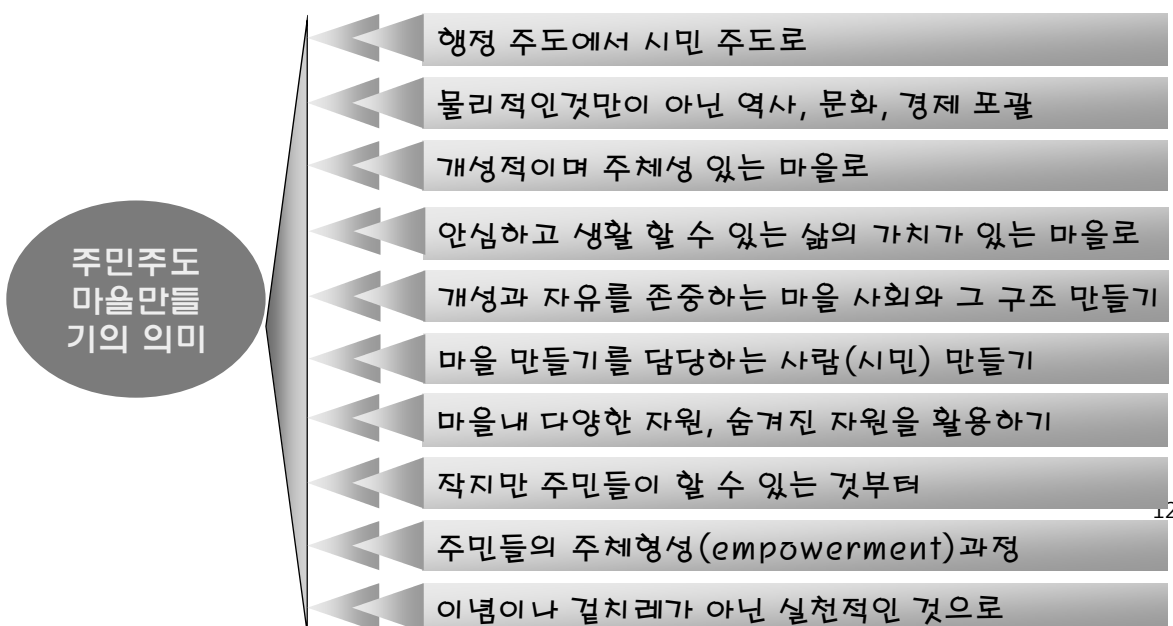 주민주도
마을만들
기의 의미
행정 주도에서 시민 주도로
물리적인것만이 아닌 역사, 문화, 경제 포괄
개성적이며 주체성 있는 마을로
안심하고 생활 할 수 있는 삶의 가치가 있는 마을로
개성과 자유를 존중하는 마을 사회와 그 구조 만들기
마을 만들기를 담당하는 사람(시민) 만들기
마을내 다양한 자원, 숨겨진 자원을 활용하기
작지만 주민들이 할 수 있는 것부터
12
주민들의 주체형성(empowerment)과정
이념이나 겉치레가 아닌 실천적인 것으로